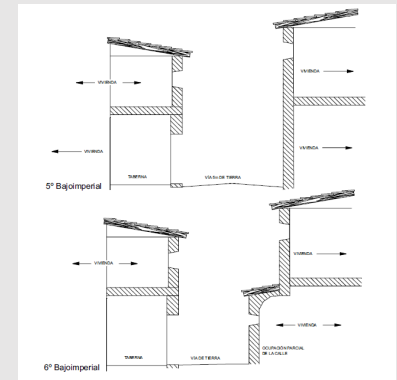 VIVIENDA
VIVIENDA
VIVIENDA
VIVIENDA
TABERNA
VÍA 5ª DE TIERRA
5º Bajoimperial
VIVIENDA
VIVIENDA
VIVIENDA
OCUPACIÓN PARCIAL
DE LA CALLE
TABERNA
VÍA DE TIERRA
6º Bajoimperial